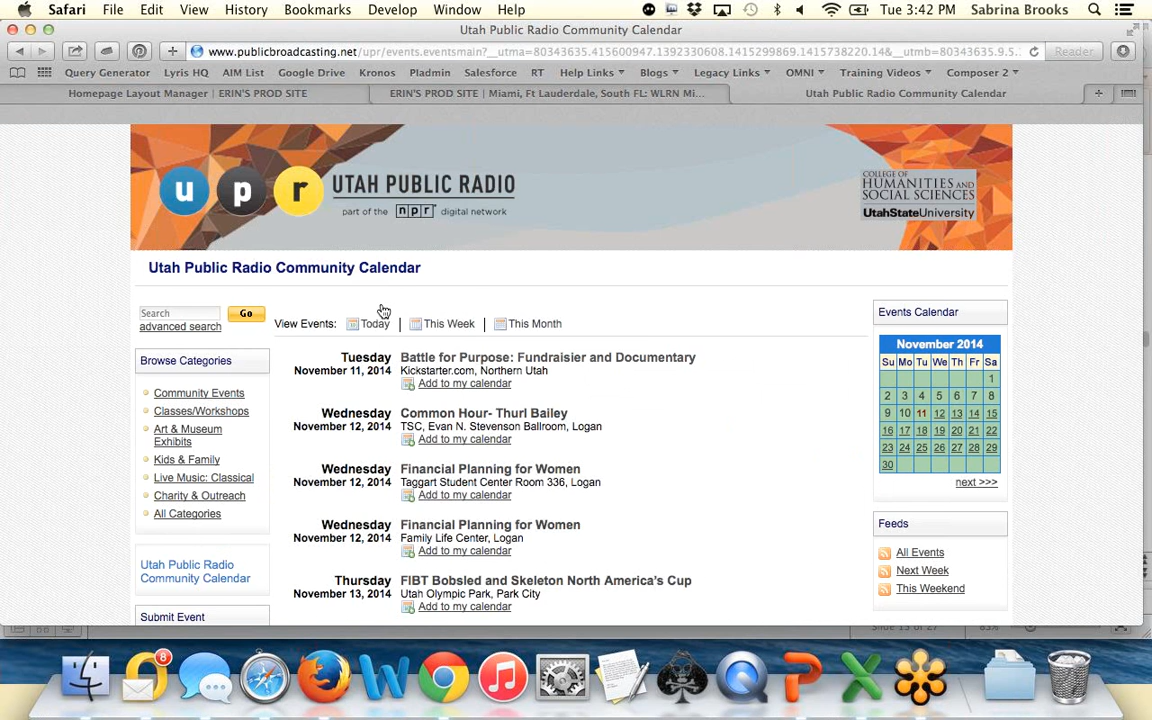 Safari File Edit View History Bookmarks Develop Window Help Tue 3:42 PM Sabrina Brooks
Utah Public Radio Community Calendar
www.publicbroadcasting.net/upr/events.eventsmain?__utma=80343635.415600947.1392330608.1415299869.1415738220.14&__utmb=80343635.9.5... Reader
Query Generator Lyris HQ AIM List Google Drive Kronos Pladmin Salesforce RT Help Links Blogs Legacy Links OMNI Training Videos Composer 2
Homepage Layout Manager | ERIN'S PROD SITE ERIN'S PROD SITE | Miami, Ft Lauderdale, South FL: WLRN Mi... Utah Public Radio Community Calendar
upr UTAH PUBLIC RADIO
part of the npr digital network
COLLEGE OF
HUMANITIES AND
SOCIAL SCIENCES
UtahStateUniversity
Utah Public Radio Community Calendar
Search Go
advanced search
View Events: Today | This Week | This Month
Browse Categories
Community Events
Classes/Workshops
Art & Museum
Exhibits
Kids & Family
Live Music: Classical
Charity & Outreach
All Categories
Utah Public Radio
Community Calendar
Submit Event
Tuesday Battle for Purpose: Fundraisier and Documentary
November 11, 2014 Kickstarter.com, Northern Utah
Add to my calendar
Wednesday Common Hour- Thurl Bailey
November 12, 2014 TSC, Evan N. Stevenson Ballroom, Logan
Add to my calendar
Wednesday Financial Planning for Women
November 12, 2014 Taggart Student Center Room 336, Logan
Add to my calendar
Wednesday Financial Planning for Women
November 12, 2014 Family Life Center, Logan
Add to my calendar
Thursday FIBT Bobsled and Skeleton North America's Cup
November 13, 2014 Utah Olympic Park, Park City
Add to my calendar
Events Calendar
November 2014
Su Mo Tu We Th Fr Sa
1
2 3 4 5 6 7 8
9 10 11 12 13 14 15
16 17 18 19 20 21 22
23 24 25 26 27 28 29
30
next >>>
Feeds
All Events
Next Week
This Weekend
8